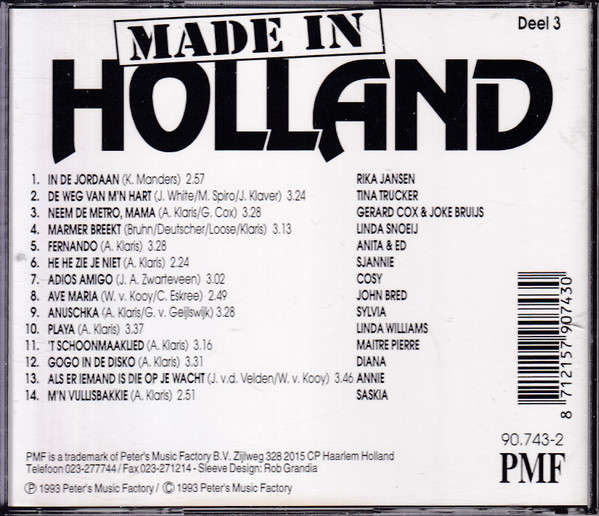 MADE IN
Deel 3
HOLLAND
1. IN DE JORDAAN (K. Manders) 2.57 RIKA JANSEN
2. DE WEG VAN M'N HART (J. White/M. Spiro/J. Klaver) 3.24 TINA TRUCKER
3. NEEM DE METRO, MAMA (A. Klaris/G. Cox) 3.28 GERARD COX & JOKE BRUIJS
4. MARMER BREEKT (Bruhn/Deutscher/Loose/Klaris) 3.13 LINDA SNOEIJ
5. FERNANDO (A. Klaris) 3.28 ANITA & ED
6. HE HE ZIE JE NIET (A. Klaris) 2.24 SJANNIE
7. ADIOS AMIGO (J. A. Zwarteveen) 3.02 COSY
8. AVE MARIA (W. v Kooy/C. Eskree) 2.49 JOHN BRED
9. ANUSCHKA (A. Klaris/G. v. Geijlswijk) 3.28 SYLVIA
10. PLAYA (A. Klaris) 3.37 LINDA WILLIAMS
11. 'T SCHOONMAAKLIED (A. Klaris) 3.16 MAITRE PIERRE
12. GOGO IN DE DISKO (A. Klaris) 3.31 DIANA
13. ALS ER IEMAND IS DIE OP JE WACHT (J. v.d. Velden/W. v. Kooy) 3.46 ANNIE
14. M'N VULLISBAKKIE (A. Klaris) 2.51 SASKIA
8 712157 907430
90.743-2
PMF
PMF is a trademark of Peter's Music Factory B.V. Zijlweg 328 2015 CP Haarlem Holland
Telefoon 023-277744 / Fax 023-271214 - Sleeve Design: Rob Grandia
Ⓟ 1993 Peter's Music Factory / © 1993 Peter's Music Factory